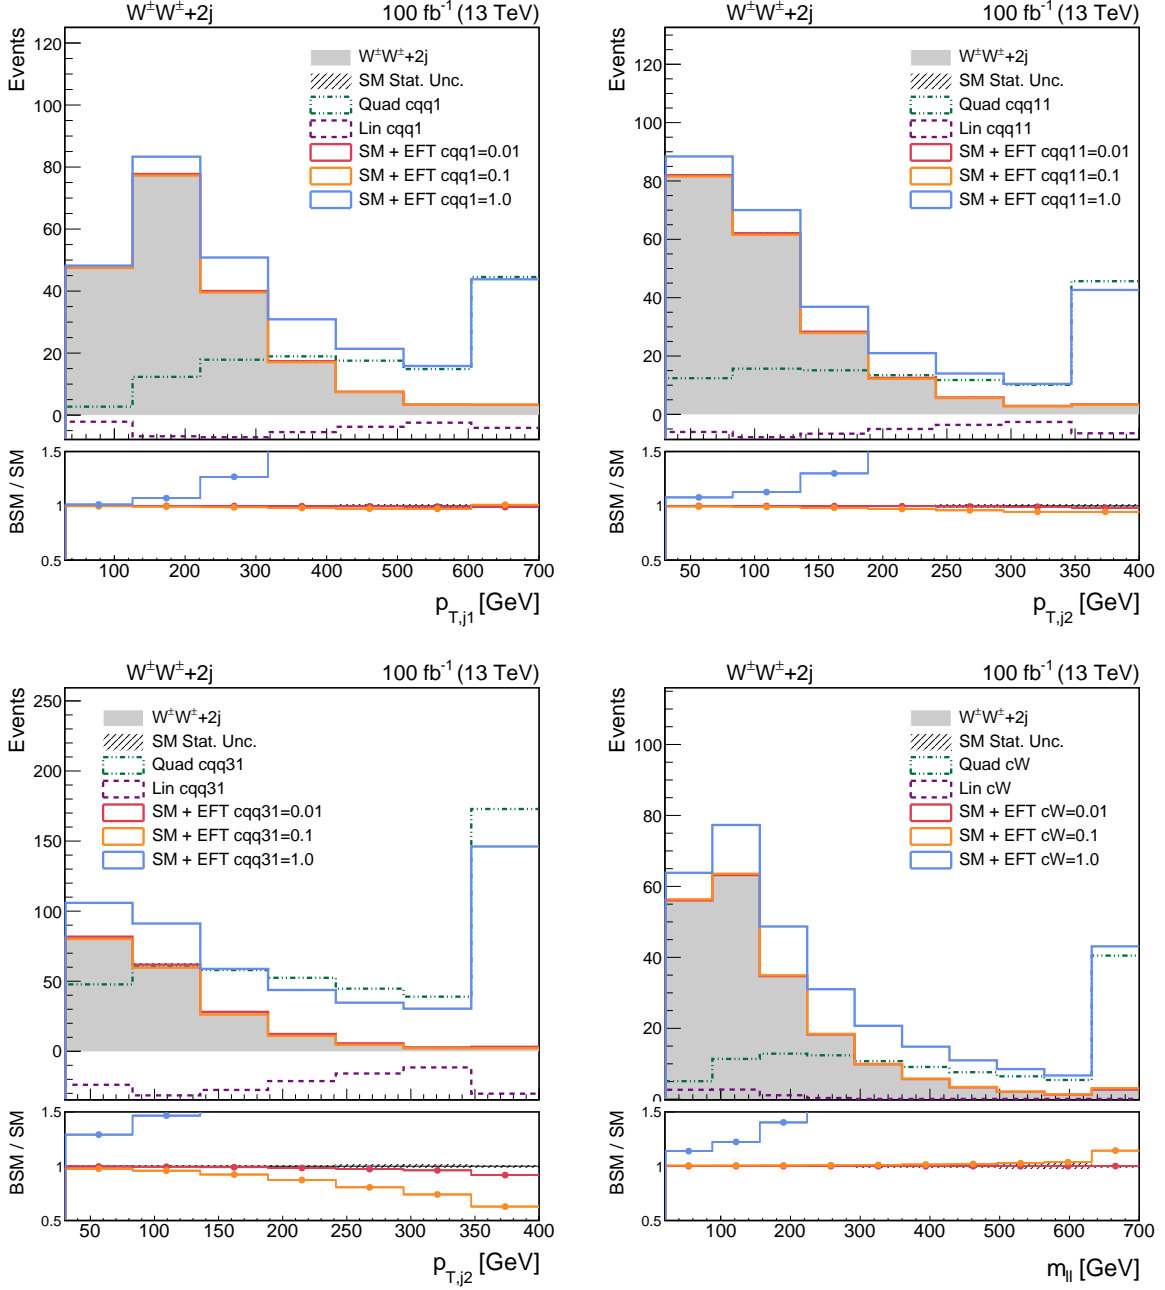 W±W±+2j 100 fb⁻¹ (13 TeV)
Events
120
100
80
60
40
20
0
W±W±+2j
SM Stat. Unc.
Quad cqq1
Lin cqq1
SM + EFT cqq1=0.01
SM + EFT cqq1=0.1
SM + EFT cqq1=1.0
BSM / SM
1.5
1
0.5
100 200 300 400 500 600 700
p_T,j1 [GeV]
W±W±+2j 100 fb⁻¹ (13 TeV)
Events
120
100
80
60
40
20
0
W±W±+2j
SM Stat. Unc.
Quad cqq11
Lin cqq11
SM + EFT cqq11=0.01
SM + EFT cqq11=0.1
SM + EFT cqq11=1.0
BSM / SM
1.5
1
0.5
50 100 150 200 250 300 350 400
p_T,j2 [GeV]
W±W±+2j 100 fb⁻¹ (13 TeV)
Events
250
200
150
100
50
0
W±W±+2j
SM Stat. Unc.
Quad cqq31
Lin cqq31
SM + EFT cqq31=0.01
SM + EFT cqq31=0.1
SM + EFT cqq31=1.0
BSM / SM
1.5
1
0.5
50 100 150 200 250 300 350 400
p_T,j2 [GeV]
W±W±+2j 100 fb⁻¹ (13 TeV)
Events
100
80
60
40
20
0
W±W±+2j
SM Stat. Unc.
Quad cW
Lin cW
SM + EFT cW=0.01
SM + EFT cW=0.1
SM + EFT cW=1.0
BSM / SM
1.5
1
0.5
100 200 300 400 500 600 700
m_ll [GeV]